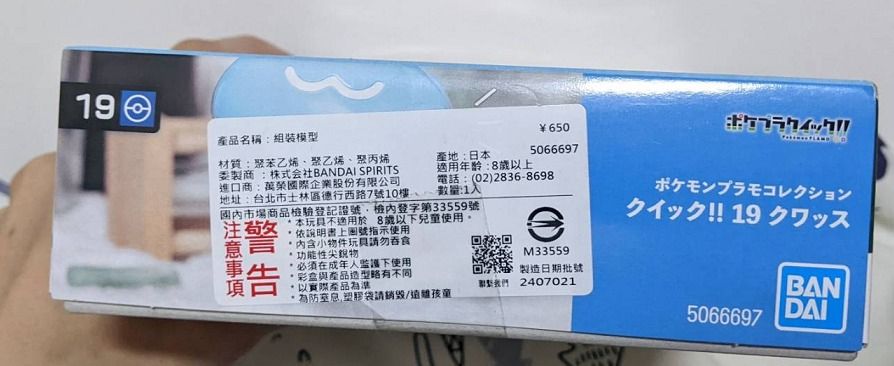 19
產品名稱：組裝模型
￥650
材質：聚苯乙烯、聚乙烯、聚丙烯
產地：日本
5066697
委製商：株式会社BANDAI SPIRITS
適用年齡：8歲以上
進口商：萬榮國際企業股份有限公司
電話：(02)2836-8698
地址：台北市士林區德行西路7號10樓
數量：1入
國內市場商品檢驗登記證號：檢內登字第33559號
警告
注意事項
*本玩具不適用於 8歲以下兒童使用。
*依說明書上圖號指示使用
*內含小物件玩具請勿吞食
*功能性尖銳物
*必須在成年人監護下使用
*彩盒與產品造型略有不同
*以實際產品為準
*為防窒息,塑膠袋請銷毀/遠離孩童
M33559
聯繫我們
製造日期批號
2407021
ポケプラクイック!!
Pokémon PLAMO
ポケモンプラモコレクション
クイック!! 19 クワッス
5066697
BAN
DAI